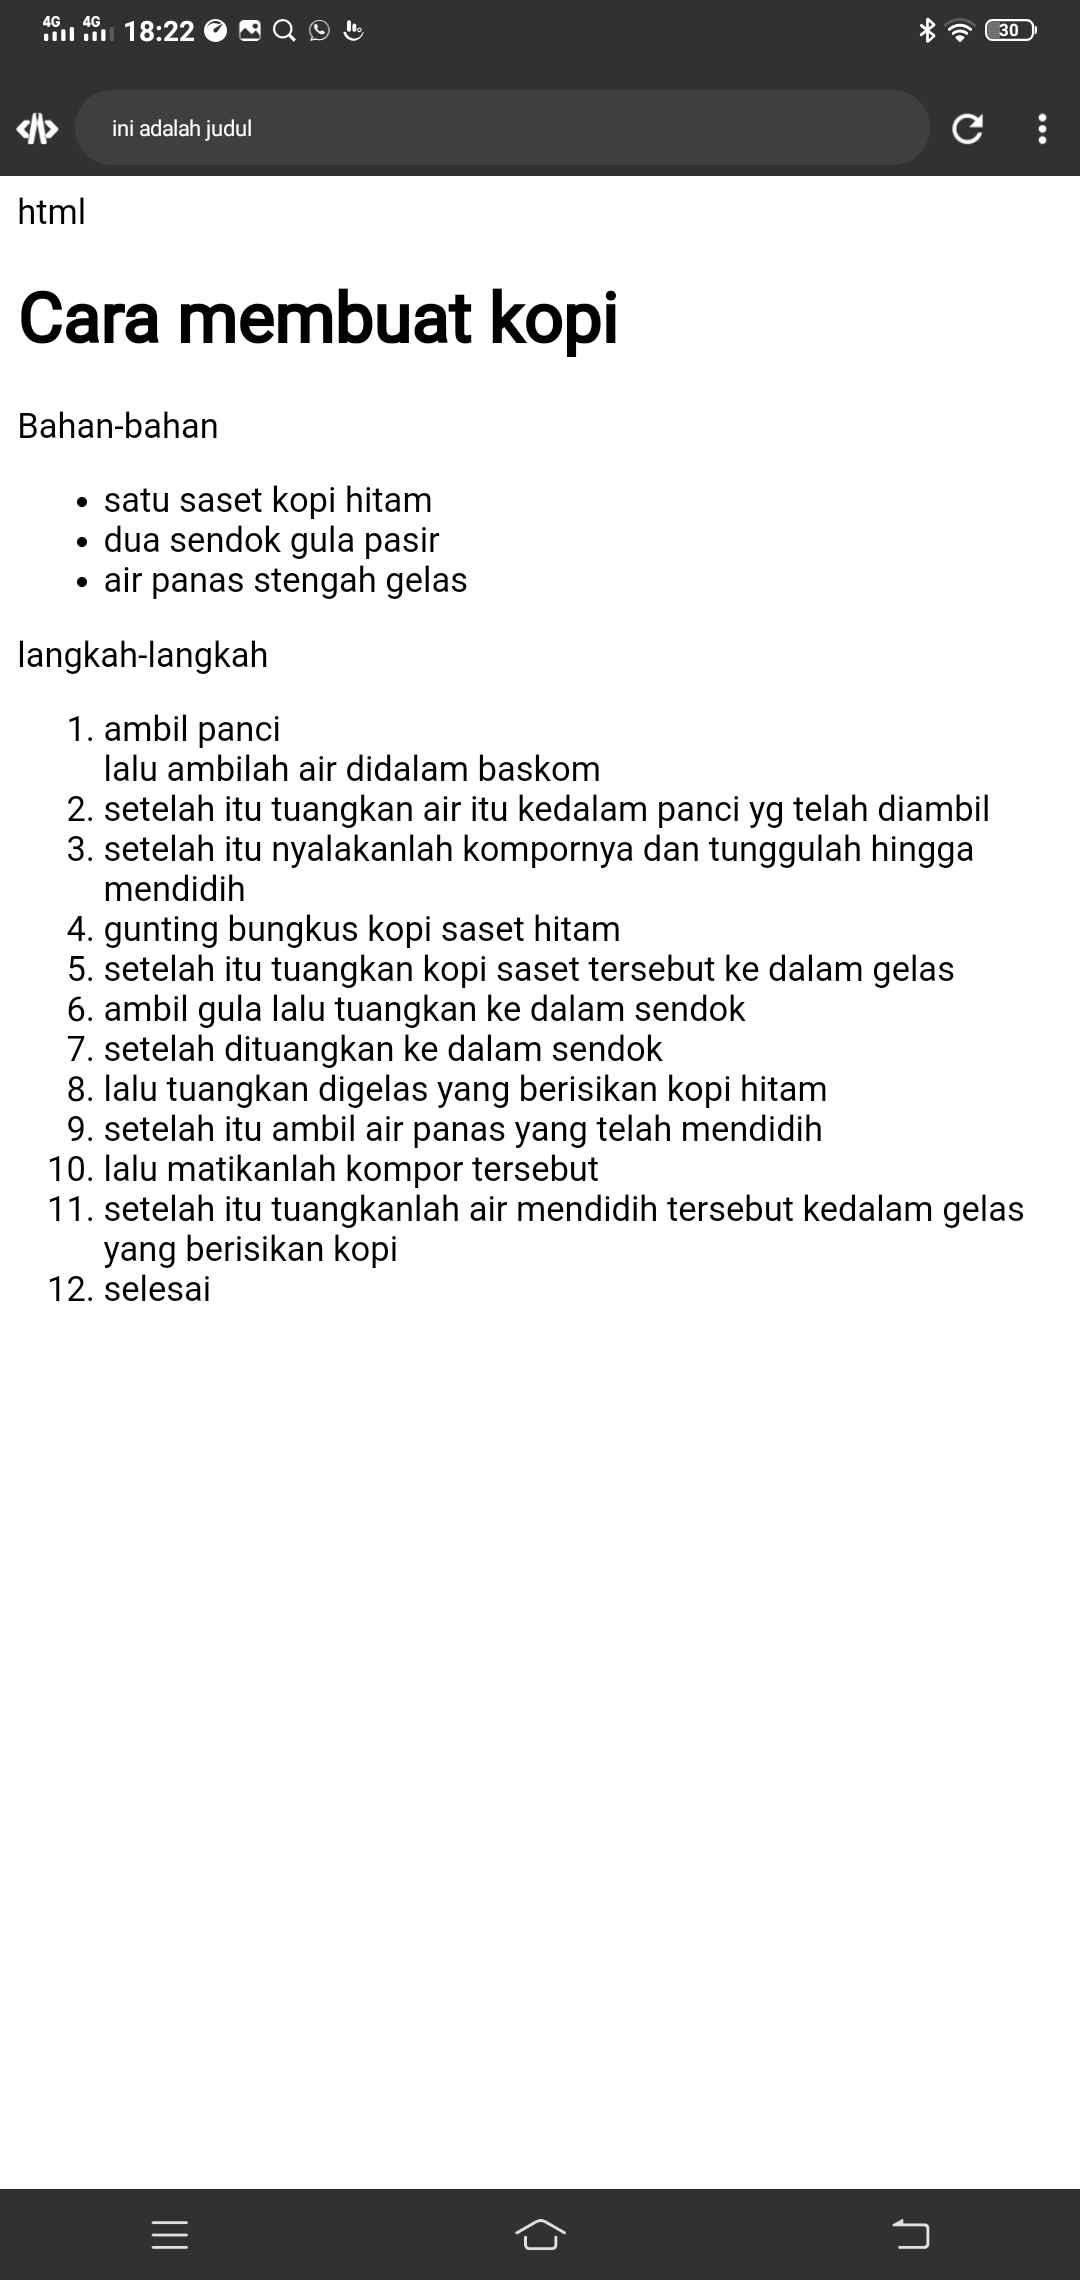 4G 4G 18:22 30
ini adalah judul
html
Cara membuat kopi
Bahan-bahan
• satu saset kopi hitam
• dua sendok gula pasir
• air panas stengah gelas
langkah-langkah
1. ambil panci
lalu ambilah air didalam baskom
2. setelah itu tuangkan air itu kedalam panci yg telah diambil
3. setelah itu nyalakanlah kompornya dan tunggulah hingga
mendidih
4. gunting bungkus kopi saset hitam
5. setelah itu tuangkan kopi saset tersebut ke dalam gelas
6. ambil gula lalu tuangkan ke dalam sendok
7. setelah dituangkan ke dalam sendok
8. lalu tuangkan digelas yang berisikan kopi hitam
9. setelah itu ambil air panas yang telah mendidih
10. lalu matikanlah kompor tersebut
11. setelah itu tuangkanlah air mendidih tersebut kedalam gelas
yang berisikan kopi
12. selesai